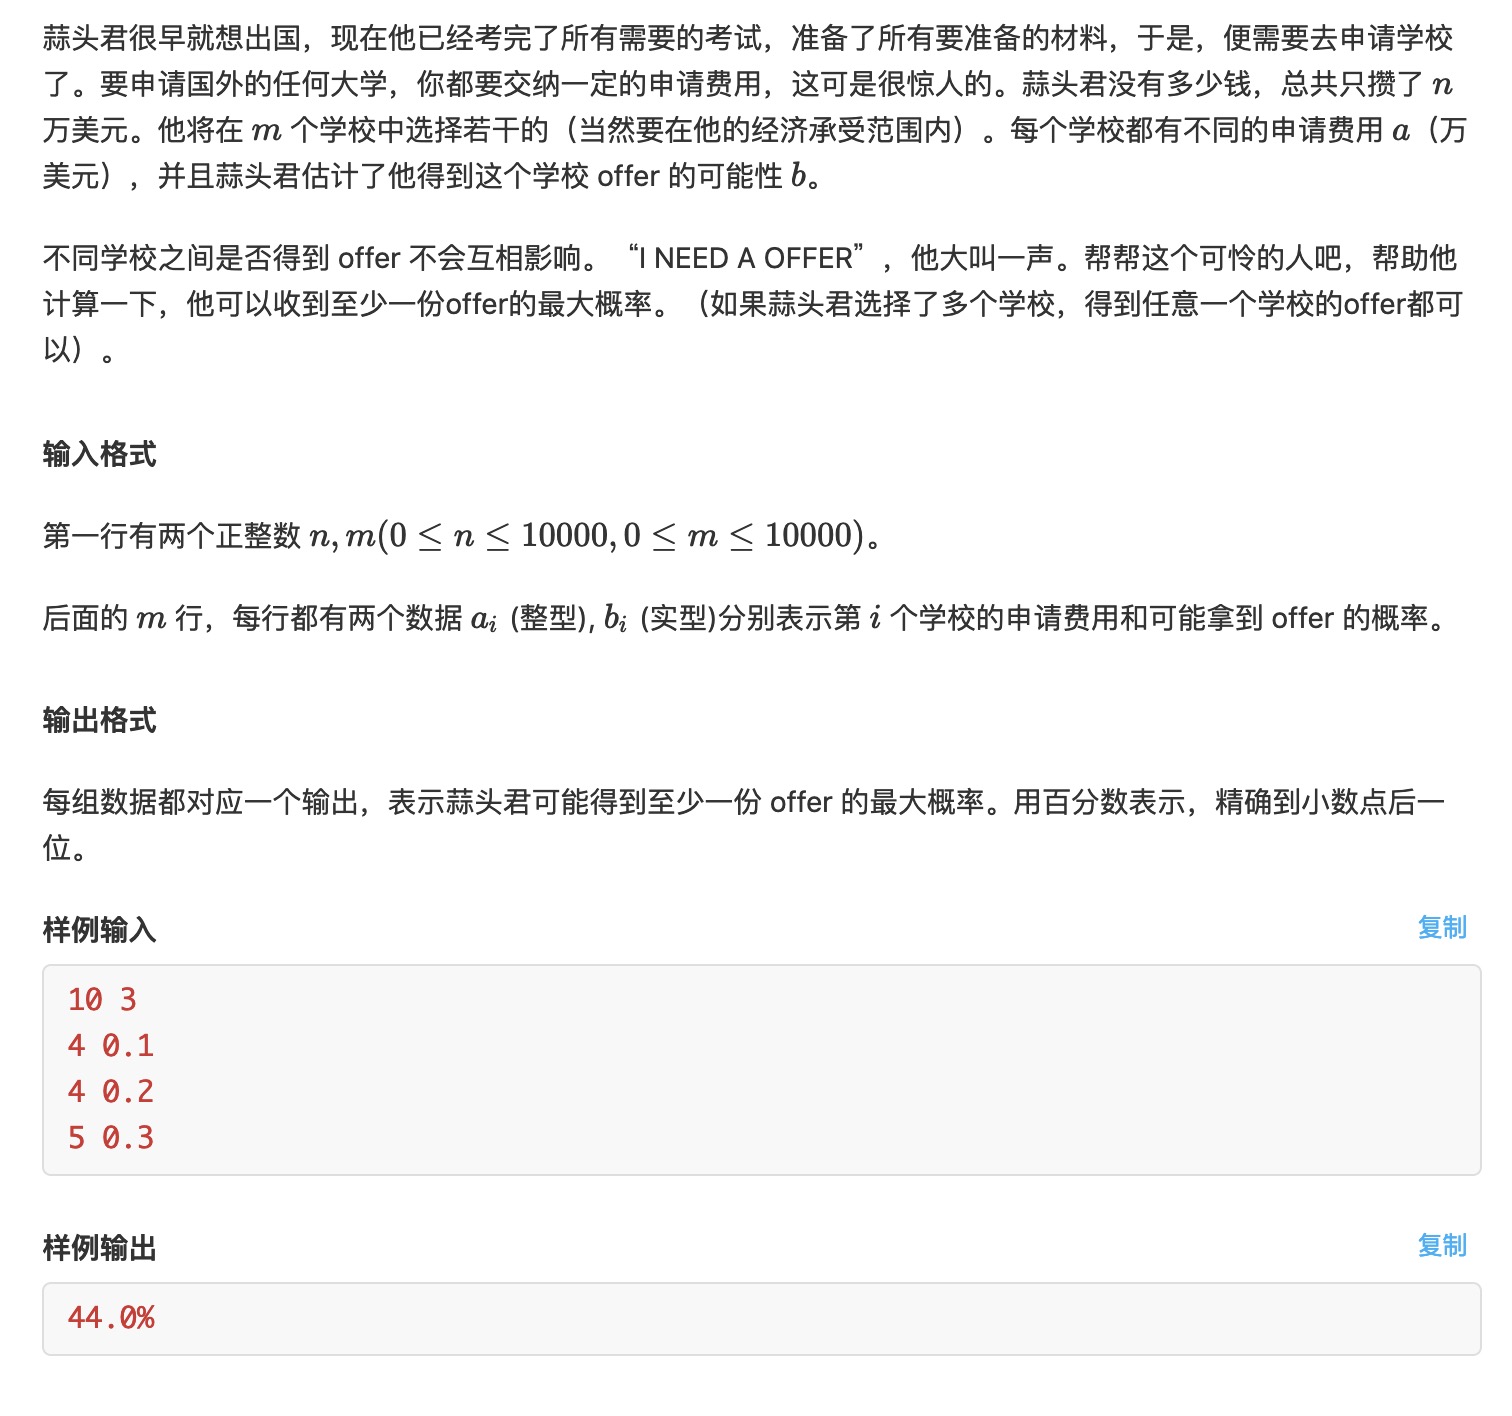 蒜头君很早就想出国，现在他已经考完了所有需要的考试，准备了所有要准备的材料，于是，便需要去申请学校
了。要申请国外的任何大学，你都要交纳一定的申请费用，这可是很惊人的。蒜头君没有多少钱，总共只攒了 n
万美元。他将在 m 个学校中选择若干的（当然要在他的经济承受范围内）。每个学校都有不同的申请费用 a（万
美元），并且蒜头君估计了他得到这个学校 offer 的可能性 b。
不同学校之间是否得到 offer 不会互相影响。“I NEED A OFFER”，他大叫一声。帮帮这个可怜的人吧，帮助他
计算一下，他可以收到至少一份offer的最大概率。（如果蒜头君选择了多个学校，得到任意一个学校的offer都可
以）。
输入格式
第一行有两个正整数 n, m(0 ≤ n ≤ 10000, 0 ≤ m ≤ 10000)。
后面的 m 行，每行都有两个数据 aᵢ (整型), bᵢ (实型)分别表示第 i 个学校的申请费用和可能拿到 offer 的概率。
输出格式
每组数据都对应一个输出，表示蒜头君可能得到至少一份 offer 的最大概率。用百分数表示，精确到小数点后一
位。
样例输入 复制
10 3
4 0.1
4 0.2
5 0.3
样例输出 复制
44.0%